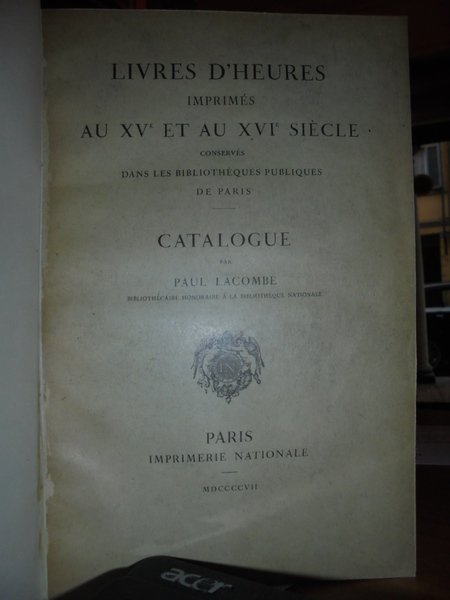 LIVRES D'HEURES
IMPRIMÉS
AU XVᵉ ET AU XVIᵉ SIÈCLE
CONSERVÉS
DANS LES BIBLIOTHÈQUES PUBLIQUES
DE PARIS
CATALOGUE
PAR
PAUL LACOMBE
BIBLIOTHÉCAIRE HONORAIRE À LA BIBLIOTHÈQUE NATIONALE
IN
PARIS
IMPRIMERIE NATIONALE
MDCCCCVII
acer